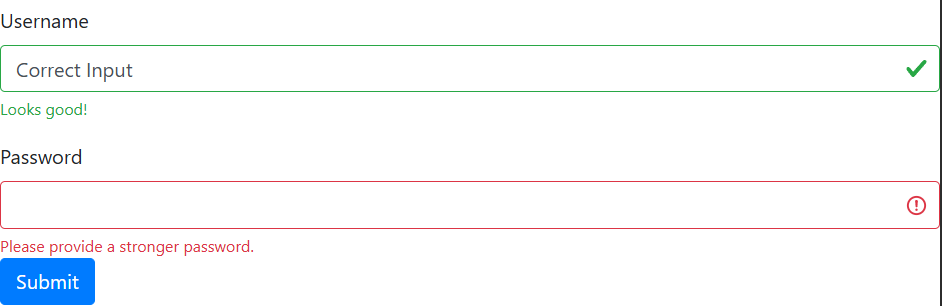 Username
Correct Input
Looks good!
Password
Please provide a stronger password.
Submit